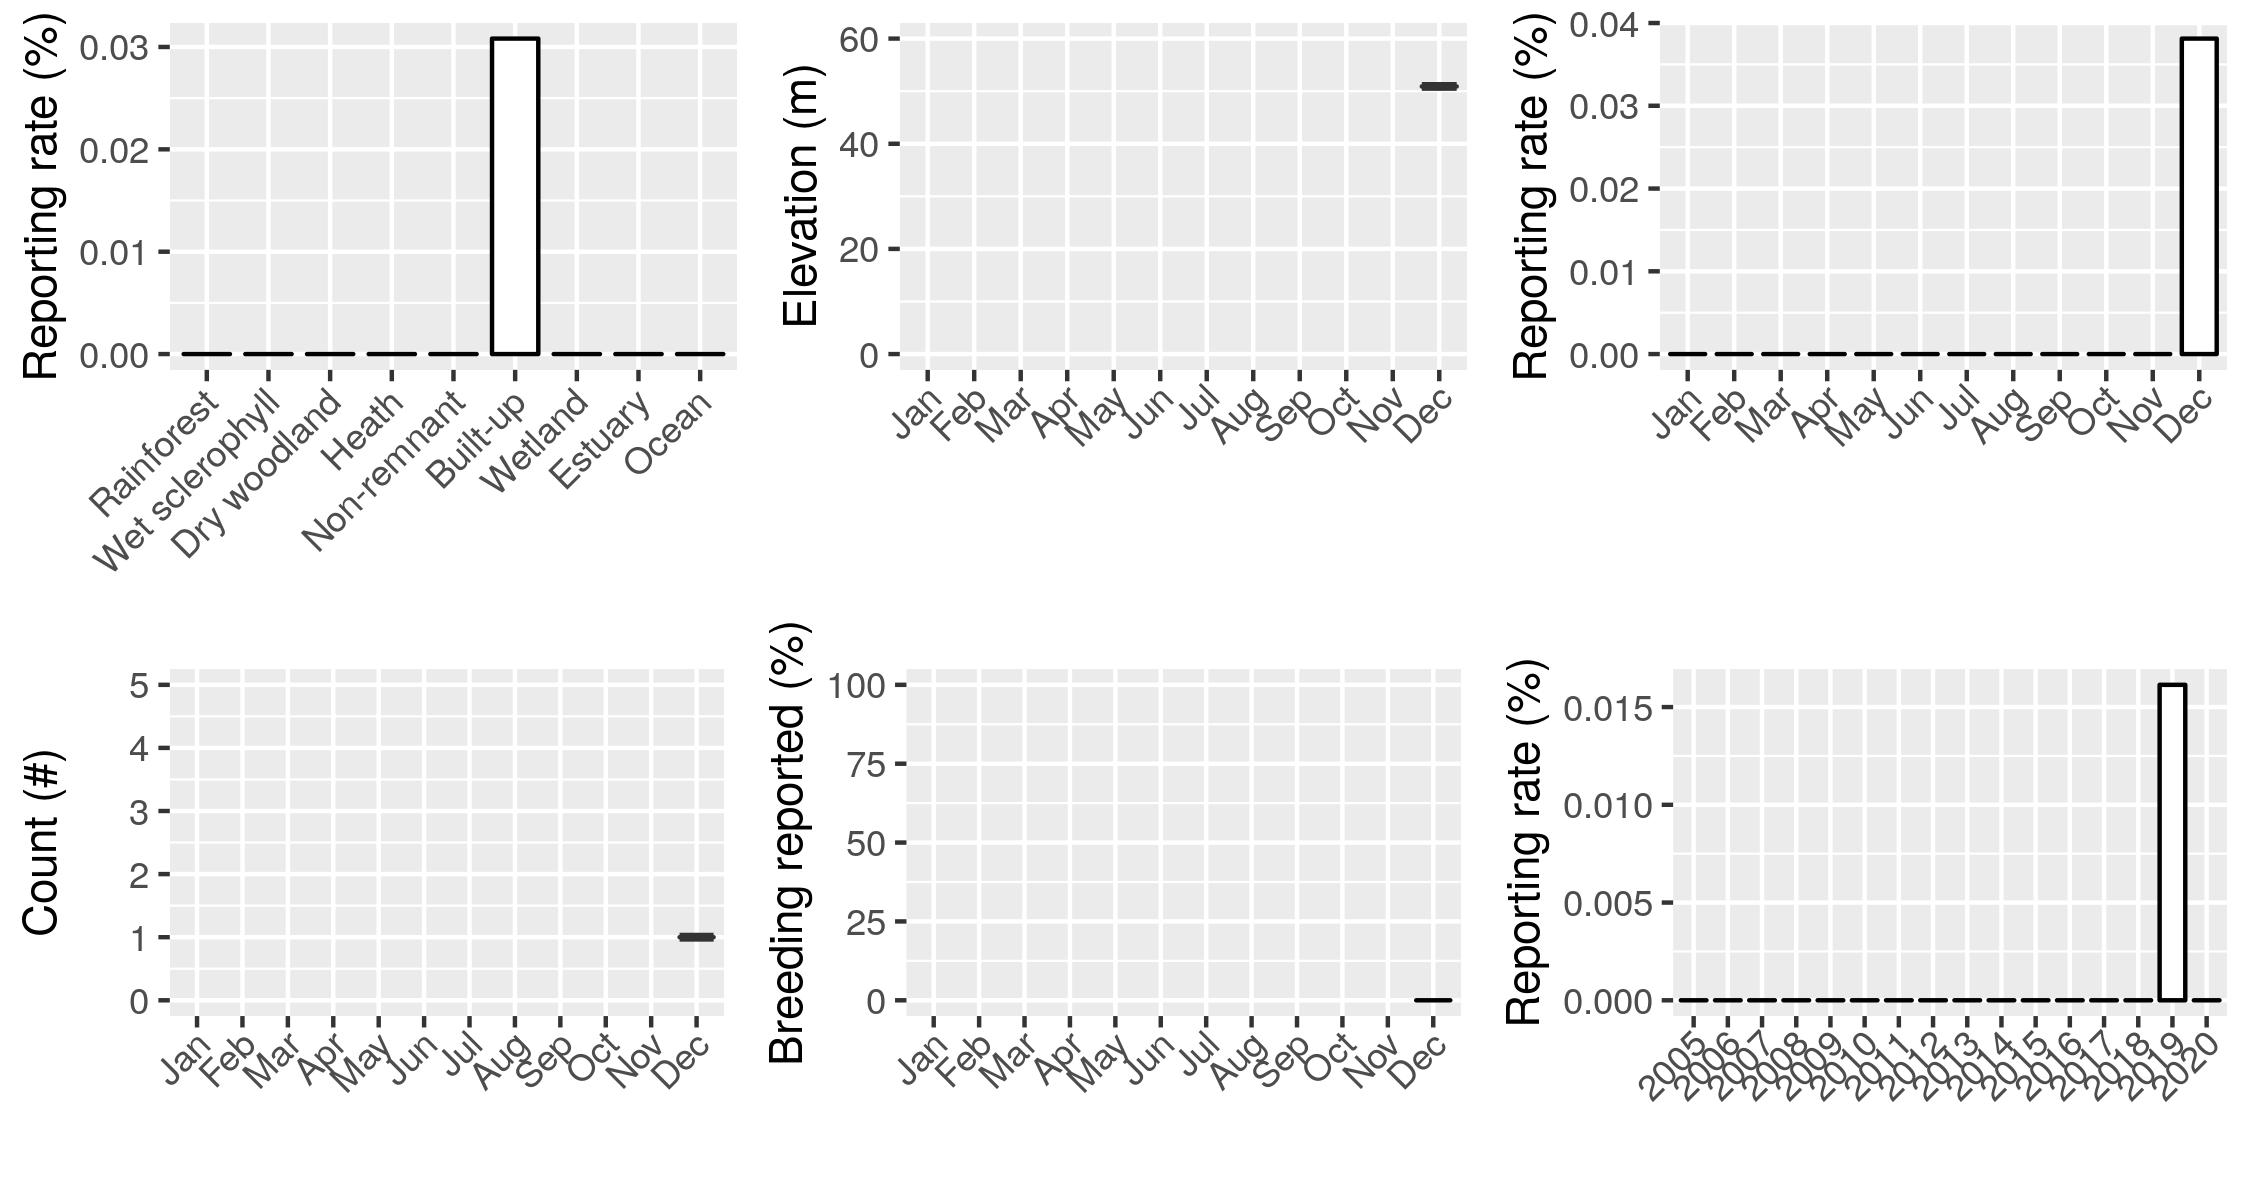 Reporting rate (%)
0.03
0.02
0.01
0.00
Rainforest
Wet sclerophyll
Dry woodland
Heath
Non-remnant
Built-up
Wetland
Estuary
Ocean
Elevation (m)
60
40
20
0
Jan
Feb
Mar
Apr
May
Jun
Jul
Aug
Sep
Oct
Nov
Dec
Reporting rate (%)
0.04
0.03
0.02
0.01
0.00
Jan
Feb
Mar
Apr
May
Jun
Jul
Aug
Sep
Oct
Nov
Dec
Count (#)
5
4
3
2
1
0
Jan
Feb
Mar
Apr
May
Jun
Jul
Aug
Sep
Oct
Nov
Dec
Breeding reported (%)
100
75
50
25
0
Jan
Feb
Mar
Apr
May
Jun
Jul
Aug
Sep
Oct
Nov
Dec
Reporting rate (%)
0.015
0.010
0.005
0.000
2005
2006
2007
2008
2009
2010
2011
2012
2013
2014
2015
2016
2017
2018
2019
2020